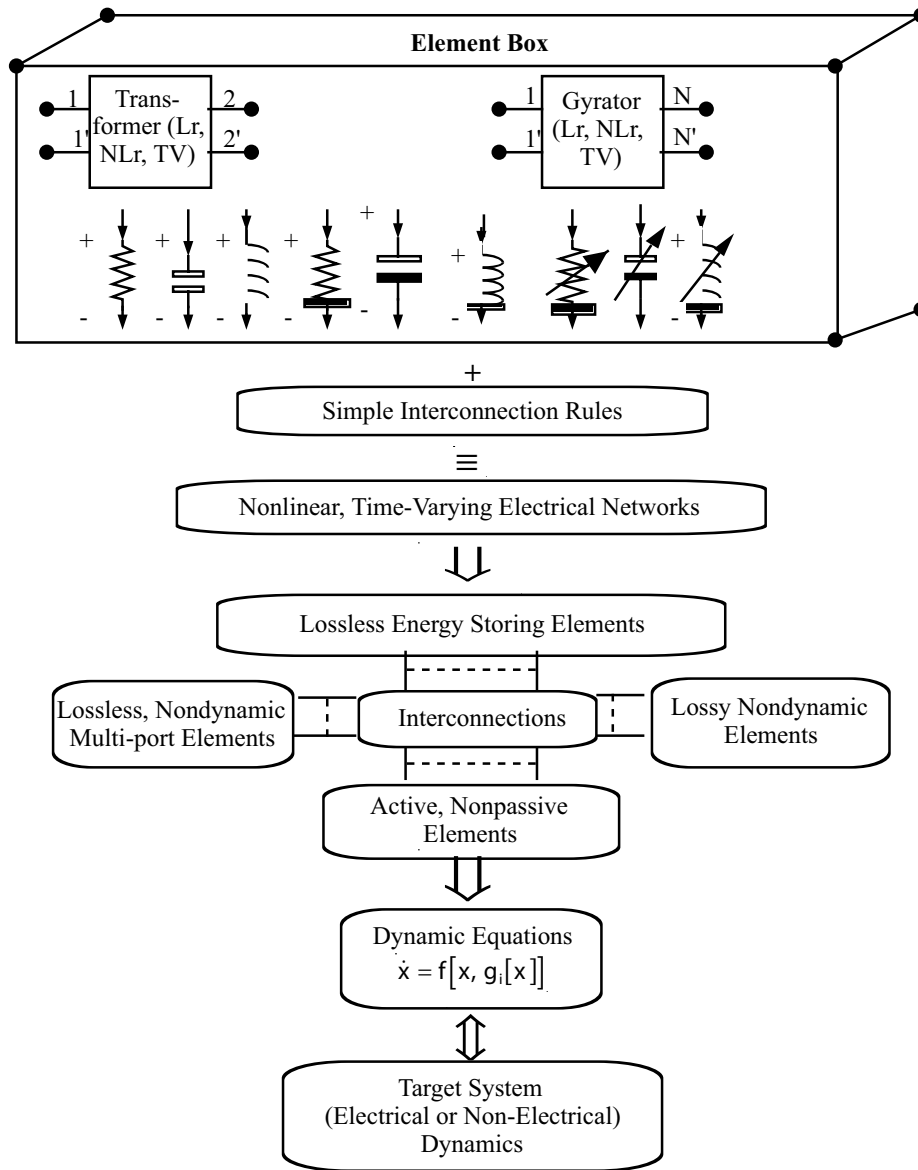 Element Box
1
Trans-
former (Lr,
NLr, TV)
2
1'
2'
1
Gyrator
(Lr, NLr,
TV)
N
1'
N'
+ + + + + + +
- - - - - - -
+
Simple Interconnection Rules
≡
Nonlinear, Time-Varying Electrical Networks
Lossless Energy Storing Elements
Lossless, Nondynamic
Multi-port Elements
Interconnections
Lossy Nondynamic
Elements
Active, Nonpassive
Elements
Dynamic Equations
ẋ = f[x, gᵢ[x]]
Target System
(Electrical or Non-Electrical)
Dynamics